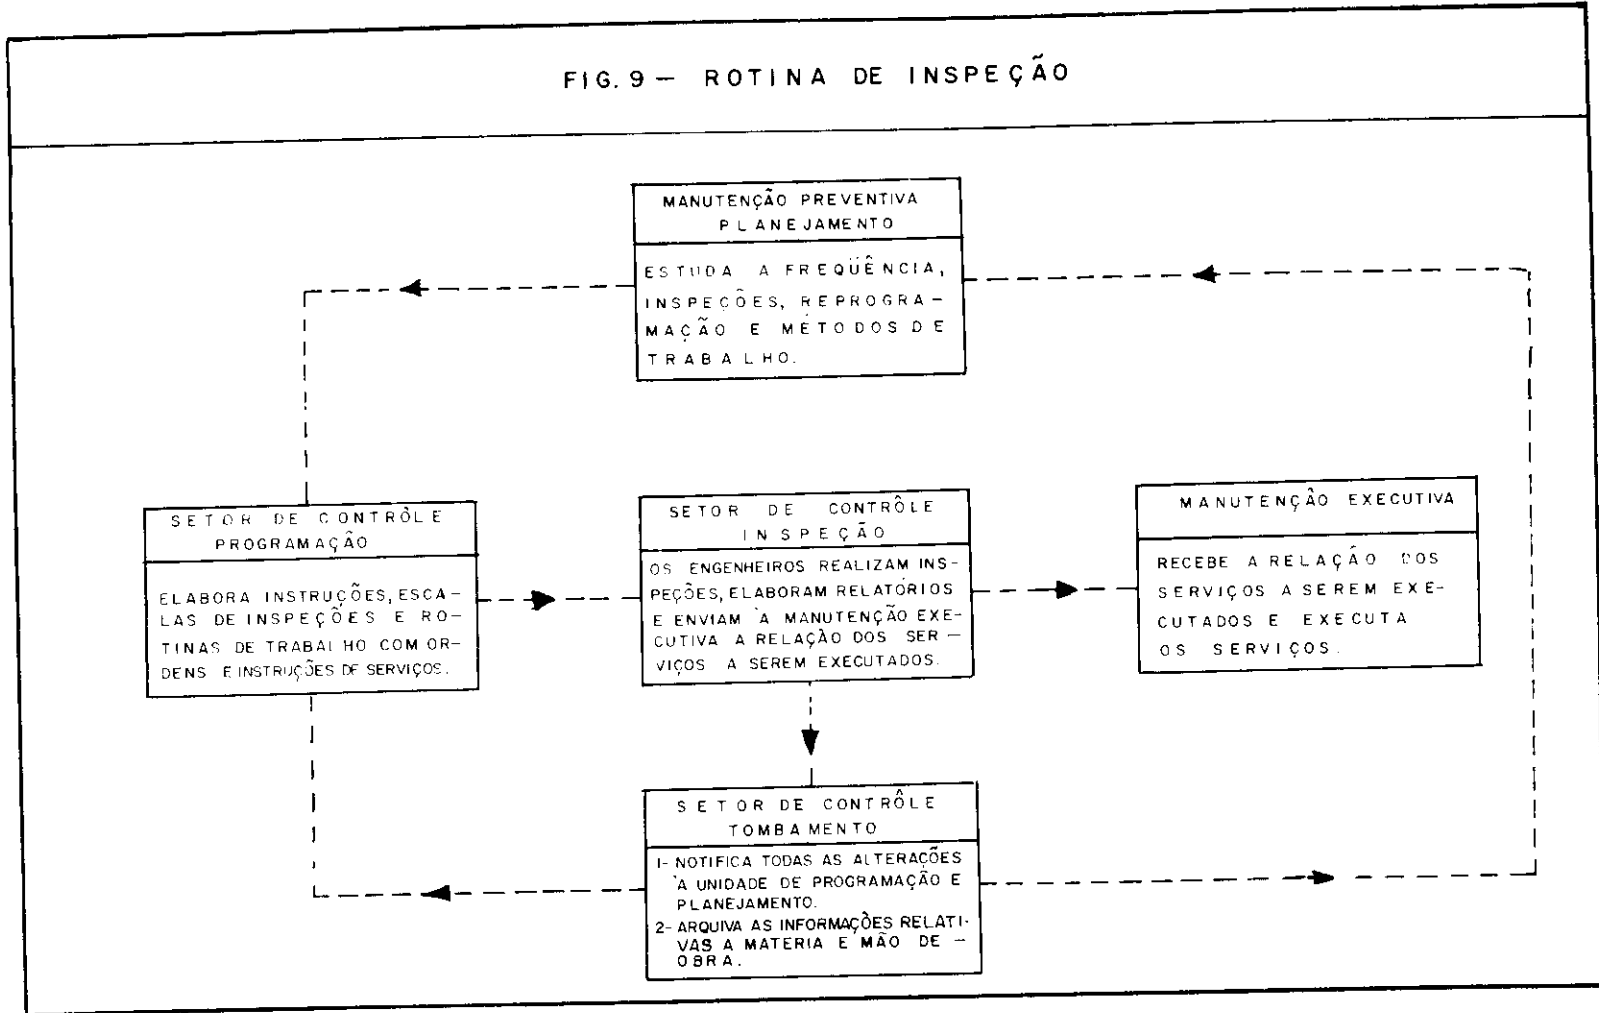 FIG. 9 — ROTINA DE INSPEÇÃO
MANUTENÇÃO PREVENTIVA
PLANEJAMENTO
ESTUDA A FREQÜÊNCIA,
INSPEÇÕES, REPROGRA-
MAÇÃO E MÉTODOS DE
TRABALHO.
SETOR DE CONTRÔLE
PROGRAMAÇÃO
ELABORA INSTRUÇÕES, ESCA-
LAS DE INSPEÇÕES E RO-
TINAS DE TRABALHO COM OR-
DENS E INSTRUÇÕES DE SERVIÇOS.
SETOR DE CONTRÔLE
INSPEÇÃO
OS ENGENHEIROS REALIZAM INS-
PEÇÕES, ELABORAM RELATÓRIOS
E ENVIAM À MANUTENÇÃO EXE-
CUTIVA A RELAÇÃO DOS SER-
VIÇOS A SEREM EXECUTADOS.
MANUTENÇÃO EXECUTIVA
RECEBE A RELAÇÃO DOS
SERVIÇOS A SEREM EXE-
CUTADOS E EXECUTA
OS SERVIÇOS.
SETOR DE CONTRÔLE
TOMBAMENTO
1- NOTIFICA TODAS AS ALTERAÇÕES
À UNIDADE DE PROGRAMAÇÃO E
PLANEJAMENTO.
2- ARQUIVA AS INFORMAÇÕES RELATI-
VAS A MATERIA E MÃO DE -
OBRA.